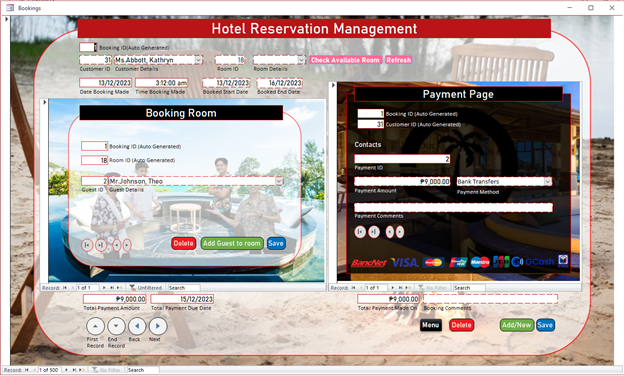 Bookings
Hotel Reservation Management
1 Booking ID(Auto Generated)
31 Ms.Abbott, Kathryn 18 Check Available Room Refresh
Customer ID Customer Details Room ID Room Details
13/12/2023 3:12:00 am 13/12/2023 16/12/2023
Date Booking Made Time Booking Made Booked Start Date Booked End Date
Booking Room
1 Booking ID (Auto Generated)
18 Room ID (Auto Generated)
2 Mr.Johnson, Theo
Guest ID Guest Details
Delete Add Guest to room Save
Record: 1 of 1 Unfiltered Search
Payment Page
1 Booking ID (Auto Generated)
31 Customer ID (Auto Generated)
Contacts
2
Payment ID
₱9,000.00 Bank Transfers
Payment Amount Payment Method
Payment Comments
BancNet VISA MasterCard Maestro JCB GCash
Record: 1 of 1 No Filter Search
₱9,000.00 15/12/2023 ₱9,000.00
Total Payment Amount Total Payment Due Date Total Payment Made On Booking Comments
First Record End Record Back Next
Menu Delete Add/New Save
Record: 1 of 500 No Filter Search